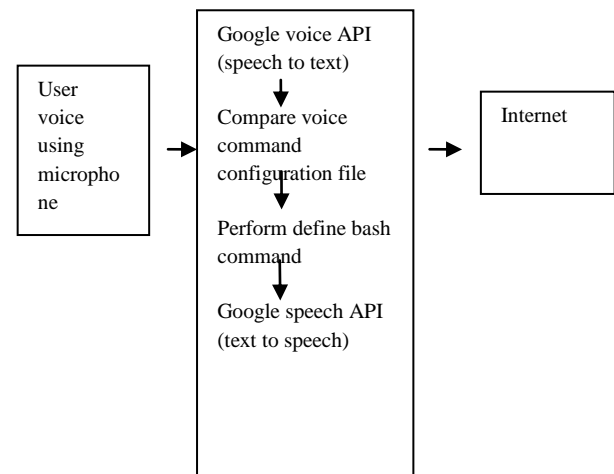 User
voice
using
micropho
ne
Google voice API
(speech to text)
Compare voice
command
configuration file
Perform define bash
command
Google speech API
(text to speech)
Internet